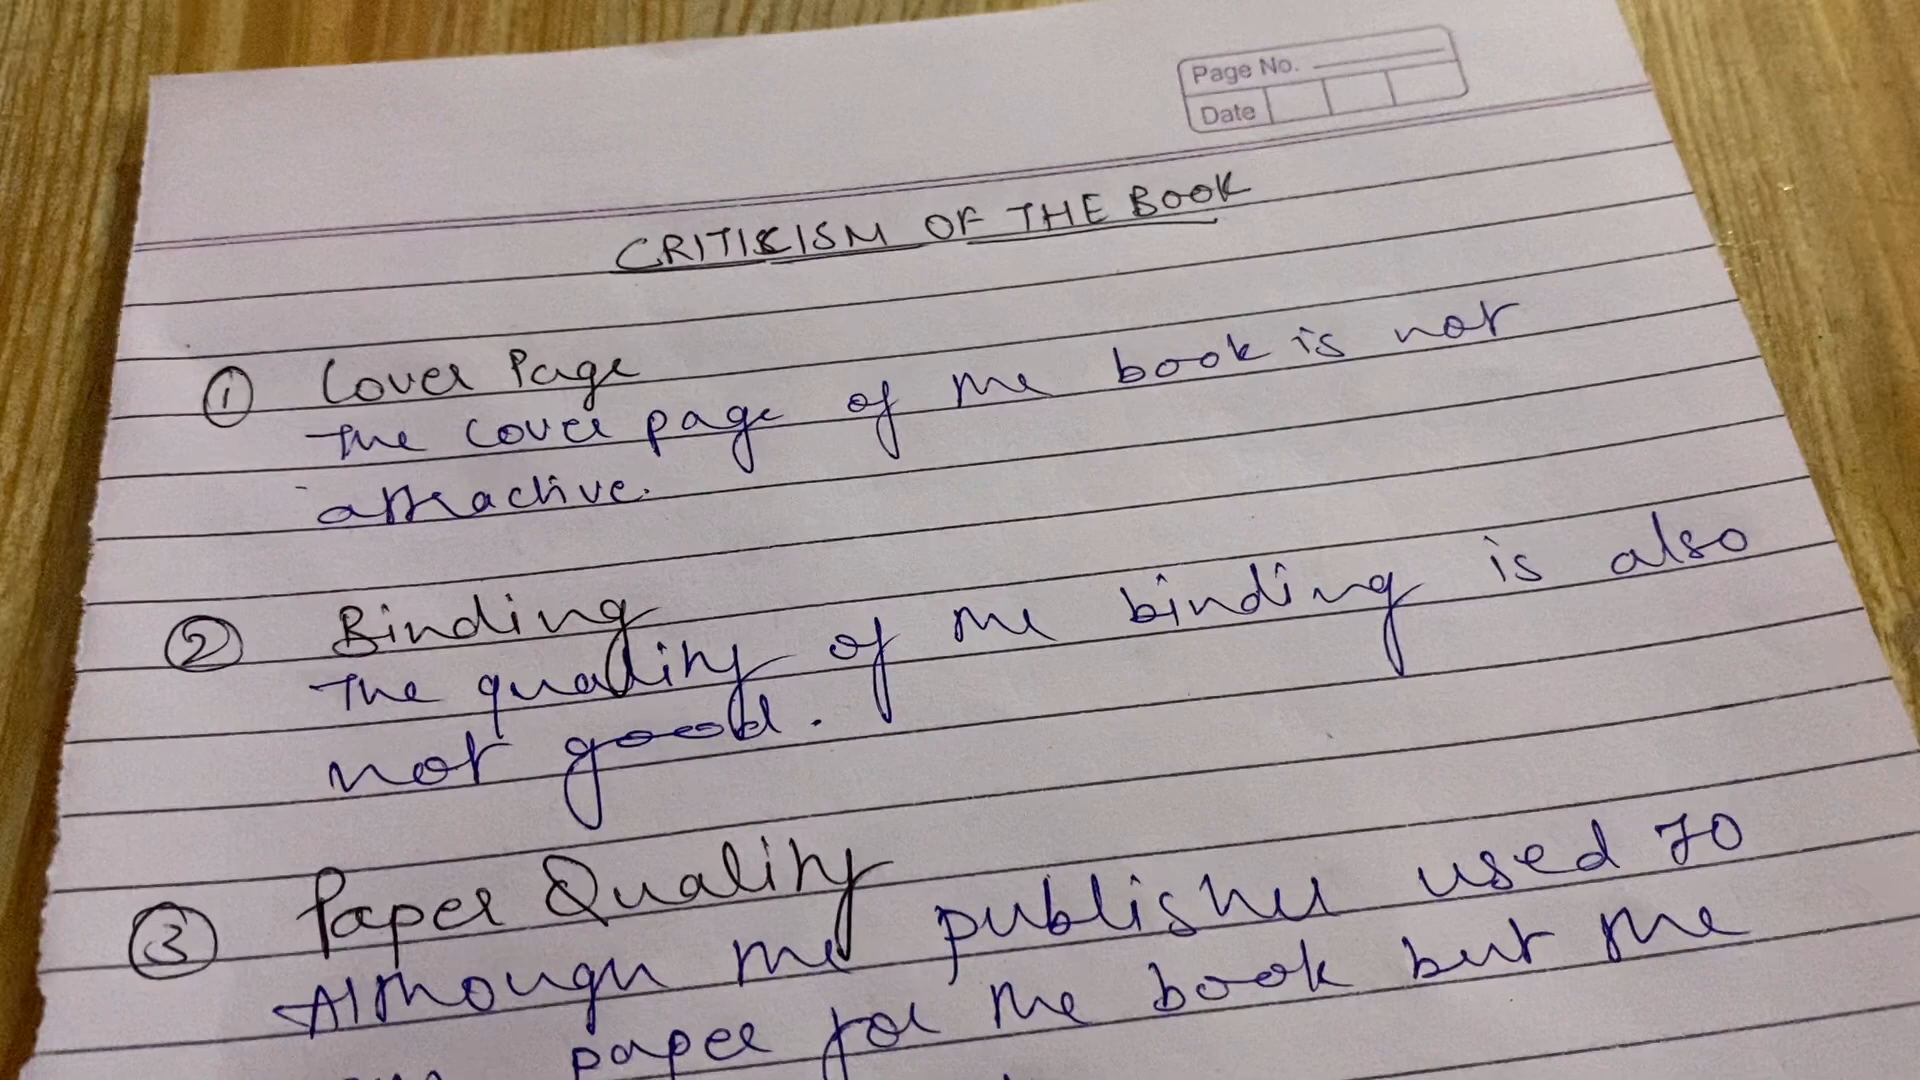 Page No.
Date
CRITICISM OF THE BOOK
① Cover Page
The cover page of the book is not
attractive.
② Binding
The quality of the binding is also
not good.
③ Paper Quality
Although the publisher used 70
paper for the book but the